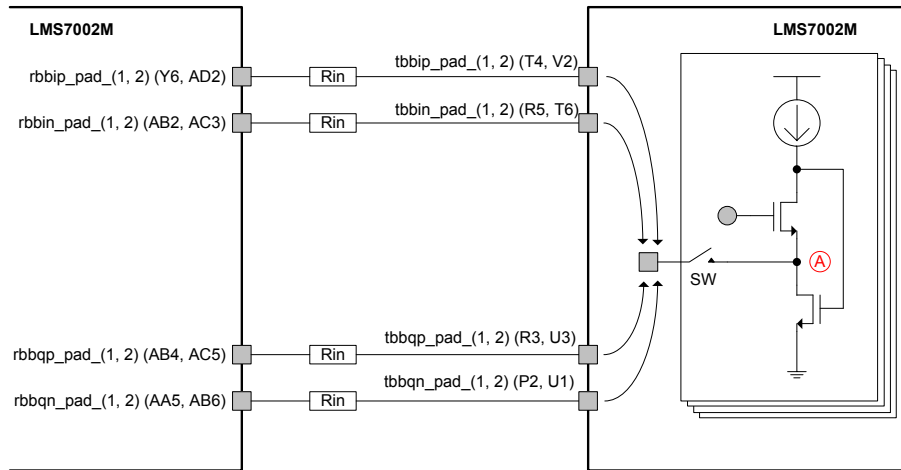 LMS7002M
LMS7002M
rbbip_pad_(1, 2) (Y6, AD2)
Rin
tbbip_pad_(1, 2) (T4, V2)
rbbin_pad_(1, 2) (AB2, AC3)
Rin
tbbin_pad_(1, 2) (R5, T6)
A
SW
rbbqp_pad_(1, 2) (AB4, AC5)
Rin
tbbqp_pad_(1, 2) (R3, U3)
rbbqn_pad_(1, 2) (AA5, AB6)
Rin
tbbqn_pad_(1, 2) (P2, U1)